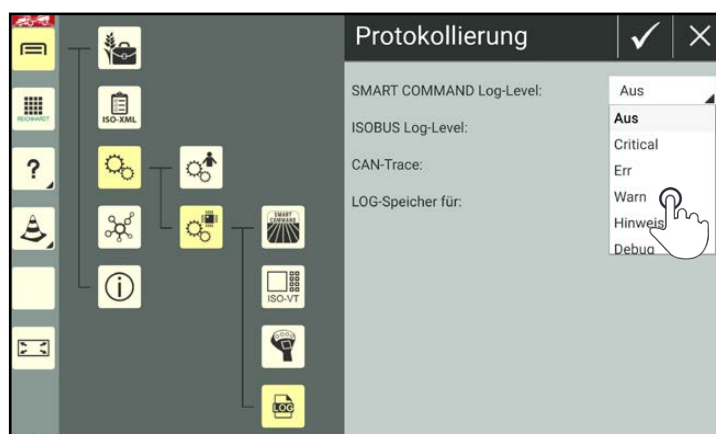 Protokollierung
REICHHARDT
ISO-XML
?
SMART COMMAND
ISO-VT
LOG
SMART COMMAND Log-Level:
Aus
ISOBUS Log-Level:
CAN-Trace:
LOG-Speicher für:
Aus
Critical
Err
Warn
Hinweis
Debug